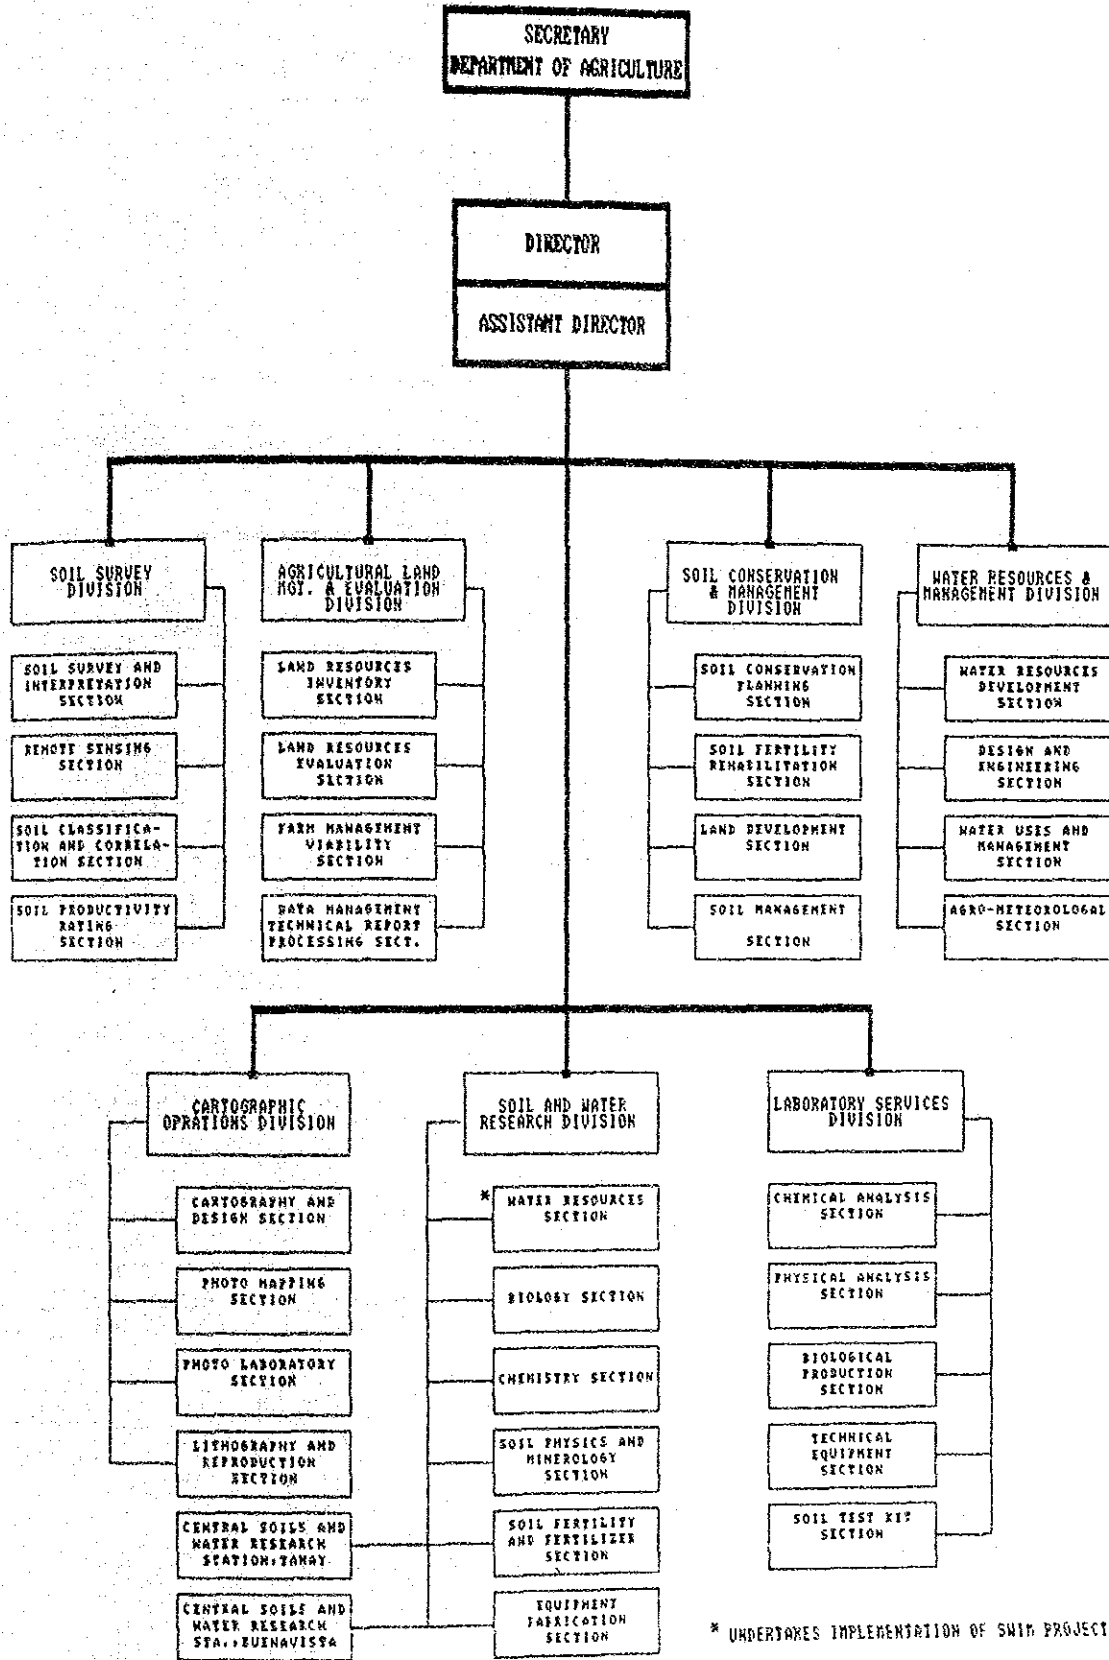 SECRETARY
DEPARTMENT OF AGRICULTURE
DIRECTOR
ASSISTANT DIRECTOR
SOIL SURVEY
DIVISION
SOIL SURVEY AND
INTERPRETATION
SECTION
REMOTE SENSING
SECTION
SOIL CLASSIFICA-
TION AND CORRELA-
TION SECTION
SOIL PRODUCTIVITY
RATING
SECTION
AGRICULTURAL LAND
MGT. & EVALUATION
DIVISION
LAND RESOURCES
INVENTORY
SECTION
LAND RESOURCES
EVALUATION
SECTION
FARM MANAGEMENT
VIABILITY
SECTION
DATA MANAGEMENT
TECHNICAL REPORT
PROCESSING SECT.
SOIL CONSERVATION
& MANAGEMENT
DIVISION
SOIL CONSERVATION
PLANNING
SECTION
SOIL FERTILITY
REHABILITATION
SECTION
LAND DEVELOPMENT
SECTION
SOIL MANAGEMENT
SECTION
WATER RESOURCES &
MANAGEMENT DIVISION
WATER RESOURCES
DEVELOPMENT
SECTION
DESIGN AND
ENGINEERING
SECTION
WATER USES AND
MANAGEMENT
SECTION
AGRO-METEOROLOGAL
SECTION
CARTOGRAPHIC
OPRATIONS DIVISION
CARTOGRAPHY AND
DESIGN SECTION
PHOTO MAPPING
SECTION
PHOTO LABORATORY
SECTION
LITHOGRAPHY AND
REPRODUCTION
SECTION
CENTRAL SOILS AND
WATER RESEARCH
STATION, TANAY
CENTRAL SOILS AND
WATER RESEARCH
STA., BUENAVISTA
SOIL AND WATER
RESEARCH DIVISION
* WATER RESOURCES
SECTION
BIOLOGY SECTION
CHEMISTRY SECTION
SOIL PHYSICS AND
MINEROLOGY
SECTION
SOIL FERTILITY
AND FERTILIZER
SECTION
EQUIPMENT
FABRICATION
SECTION
LABORATORY SERVICES
DIVISION
CHEMICAL ANALYSIS
SECTION
PHYSICAL ANALYSIS
SECTION
BIOLOGICAL
PRODUCTION
SECTION
TECHNICAL
EQUIPMENT
SECTION
SOIL TEST KIT
SECTION
* UNDERTAKES IMPLEMENTATION OF SWIM PROJECT